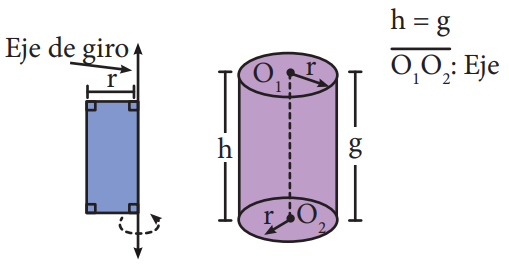 Eje de giro
r
O₁ r
h
g
r O₂
h = g
O₁O₂: Eje